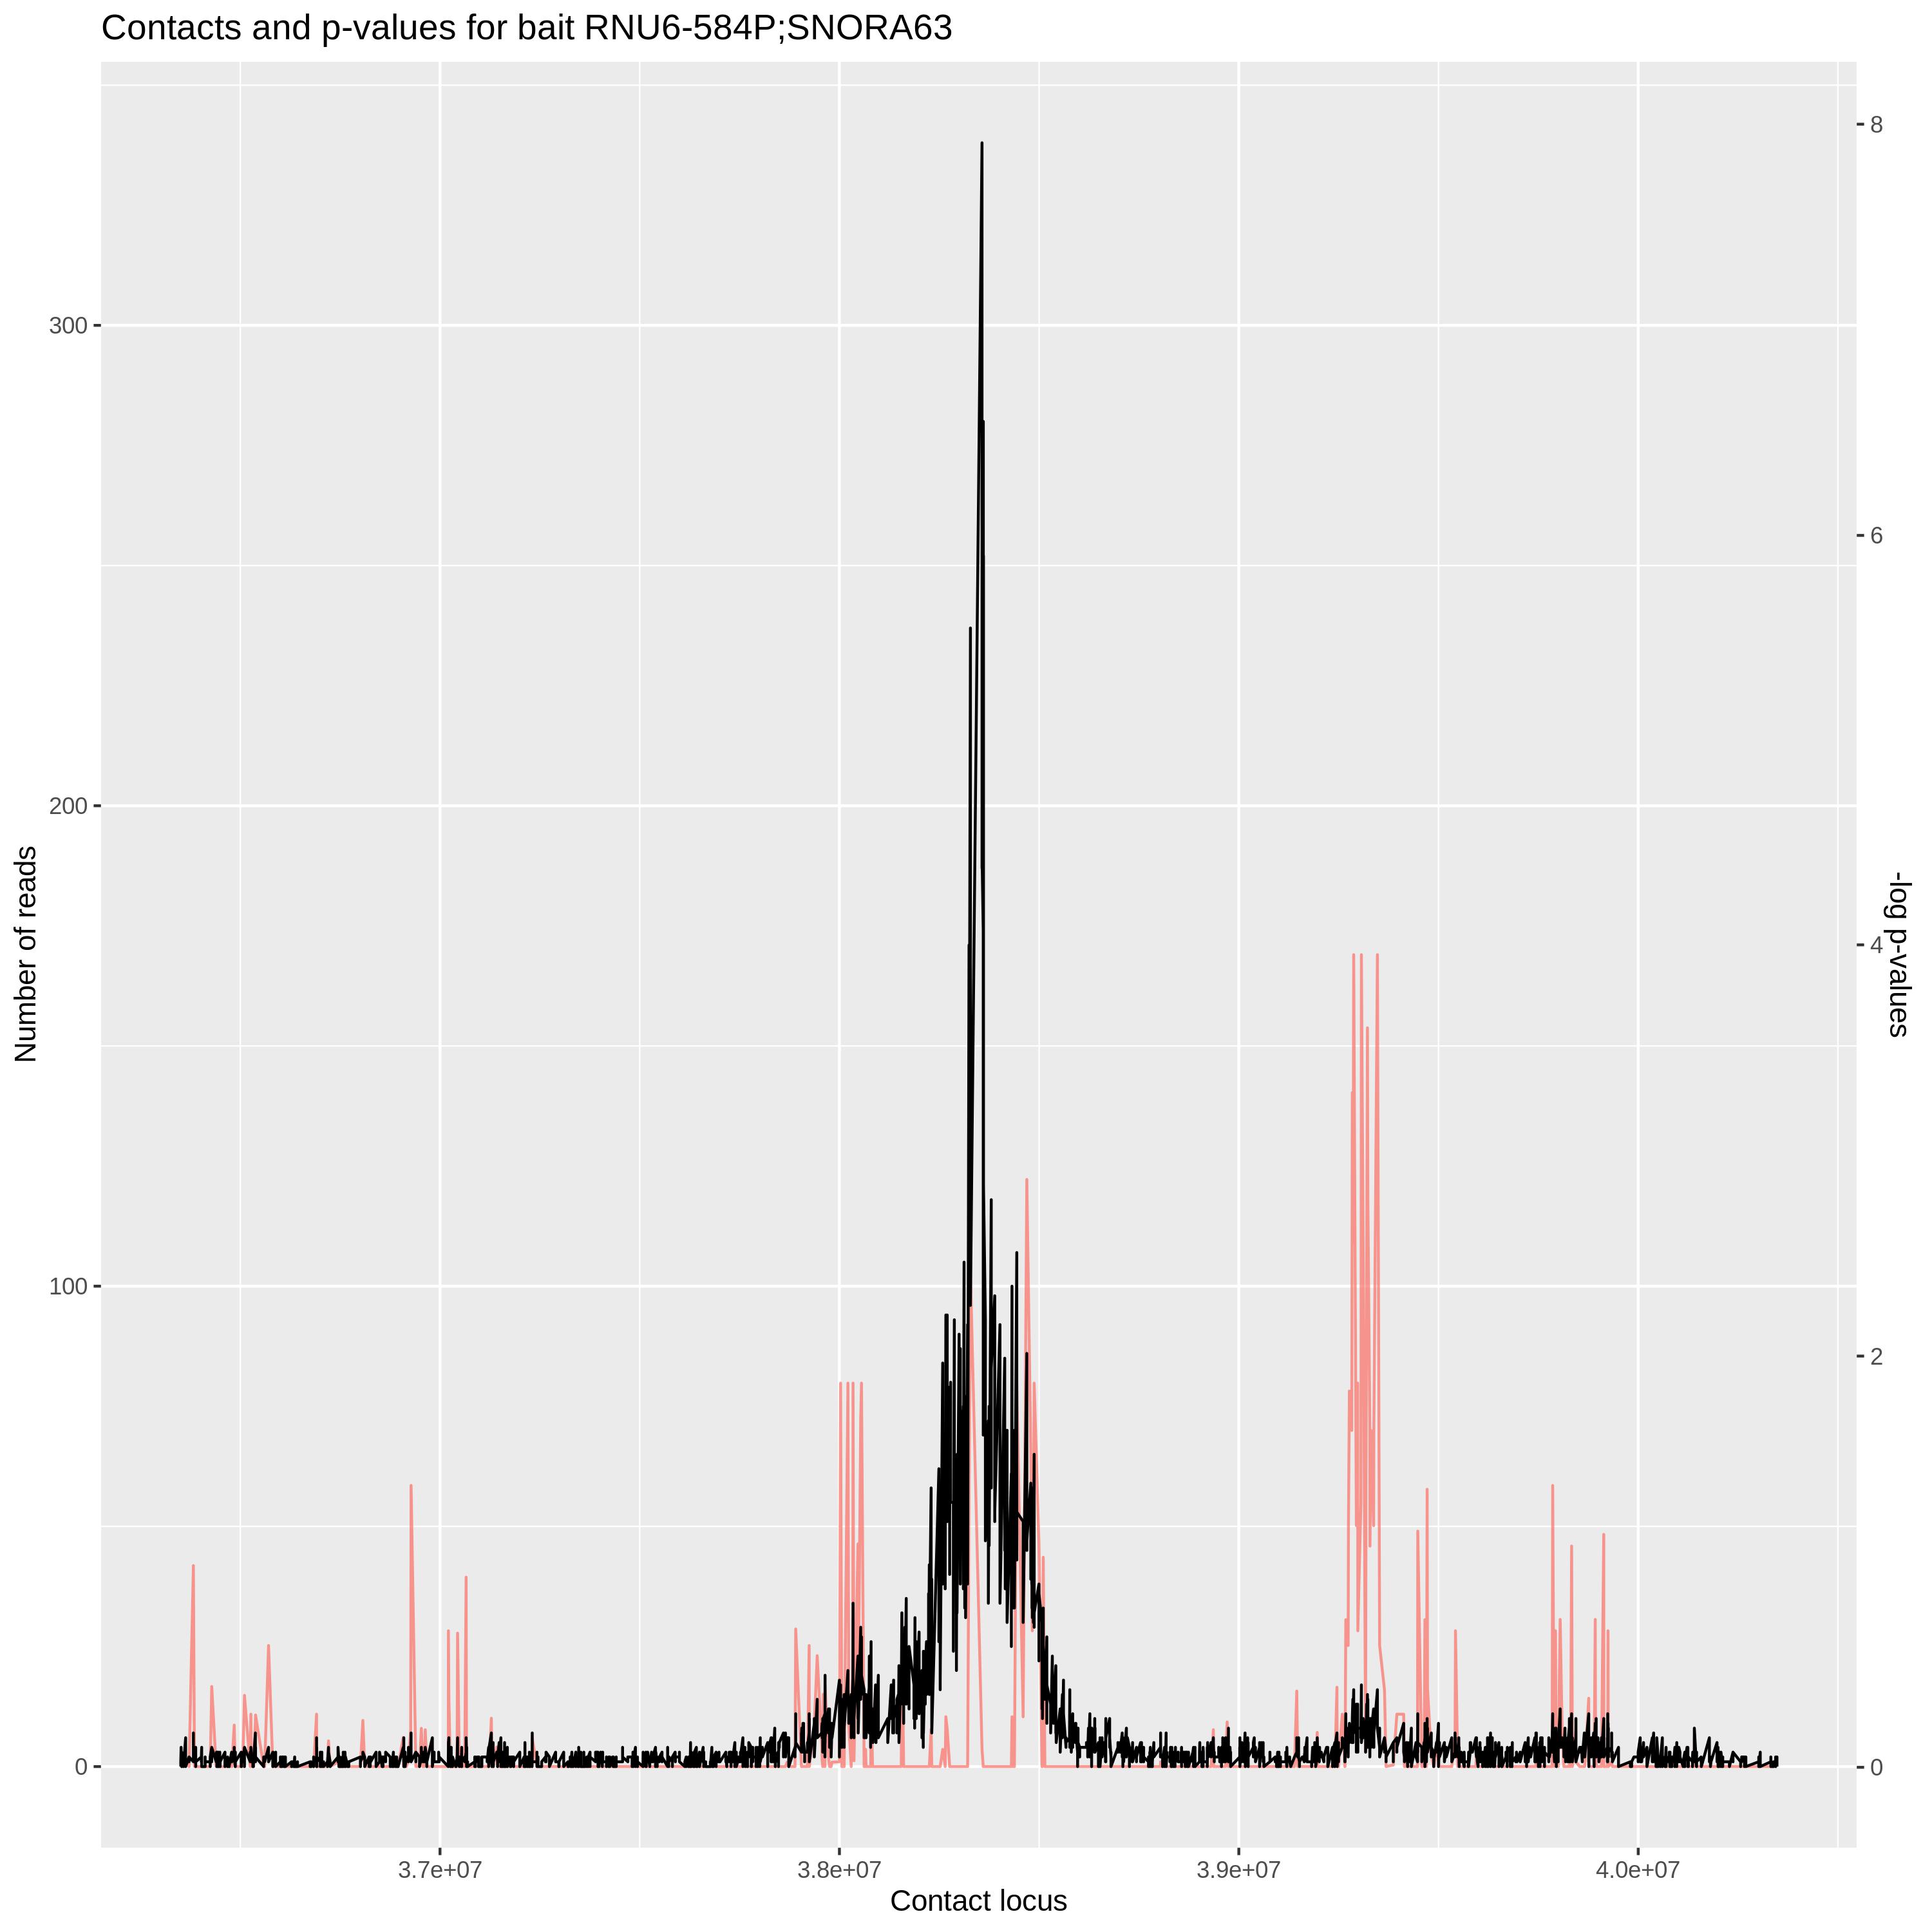 Contacts and p-values for bait RNU6-584P;SNORA63
300
200
100
0
Number of reads
8
6
4
2
0
-log p-values
3.7e+07
3.8e+07
3.9e+07
4.0e+07
Contact locus